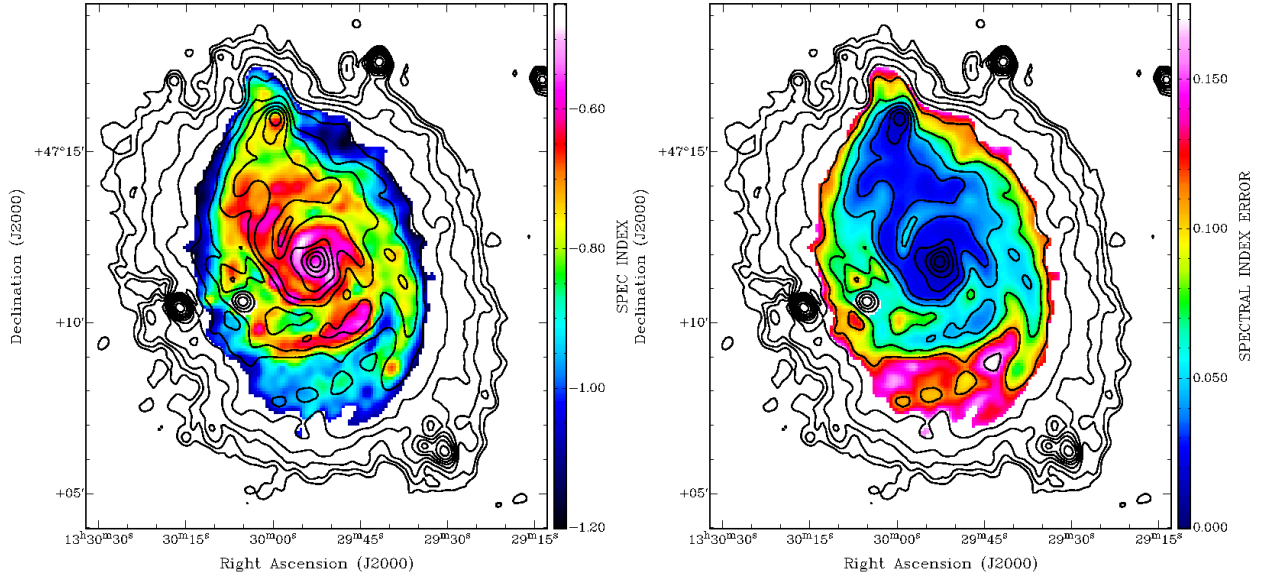 +47°15′
+10′
+05′
Declination (J2000)
13h30m30s
30m15s
30m00s
29m45s
29m30s
29m15s
Right Ascension (J2000)
−0.60
−0.80
−1.00
−1.20
SPEC INDEX
+47°15′
+10′
+05′
Declination (J2000)
13h30m30s
30m15s
30m00s
29m45s
29m30s
29m15s
Right Ascension (J2000)
0.150
0.100
0.050
0.000
SPECTRAL INDEX ERROR